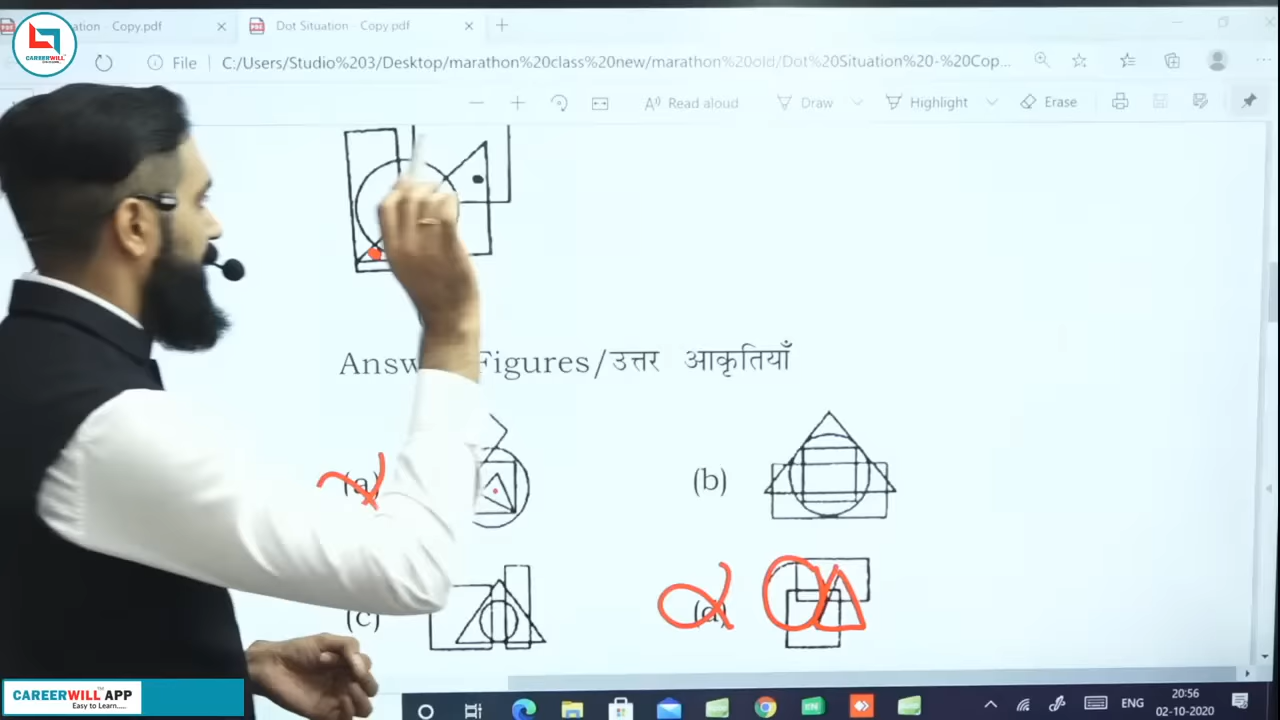 ation - Copy.pdf
Dot Situation - Copy.pdf
CAREERWILL
File
C:/Users/Studio%203/Desktop/marathon%20class%20new/marathon%20old/Dot%20Situation%20-%20Cop...
Read aloud
Draw
Highlight
Erase
Answ Figures/उत्तर आकृतियाँ
(a)
(b)
(c)
(d)
CAREERWILL APP
Easy to Learn.....
ENG
20:56
02-10-2020